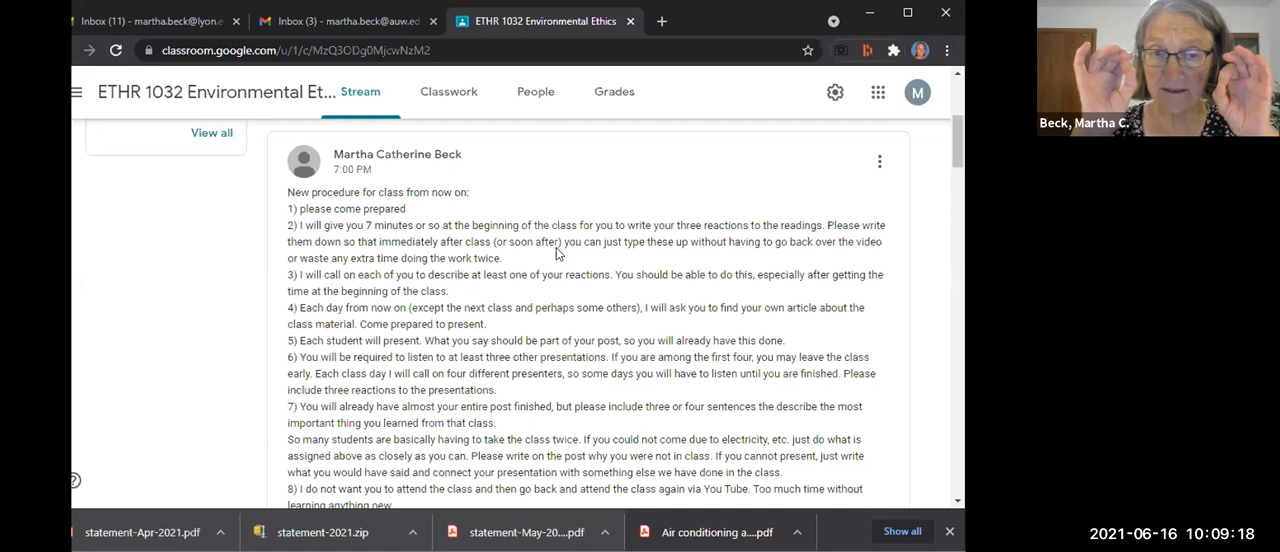 Inbox (11) - martha.beck@lyon.e
Inbox (3) - martha.beck@auw.ed
ETHR 1032 Environmental Ethics
classroom.google.com/u/1/c/MzQ3ODg0MjcwNzM2
ETHR 1032 Environmental Et...
Stream
Classwork
People
Grades
M
View all
Martha Catherine Beck
7:00 PM
New procedure for class from now on:
1) please come prepared
2) I will give you 7 minutes or so at the beginning of the class for you to write your three reactions to the readings. Please write
them down so that immediately after class (or soon after) you can just type these up without having to go back over the video
or waste any extra time doing the work twice.
3) I will call on each of you to describe at least one of your reactions. You should be able to do this, especially after getting the
time at the beginning of the class.
4) Each day from now on (except the next class and perhaps some others), I will ask you to find your own article about the
class material. Come prepared to present.
5) Each student will present. What you say should be part of your post, so you will already have this done.
6) You will be required to listen to at least three other presentations. If you are among the first four, you may leave the class
early. Each class day I will call on four different presenters, so some days you will have to listen until you are finished. Please
include three reactions to the presentations.
7) You will already have almost your entire post finished, but please include three or four sentences the describe the most
important thing you learned from that class.
So many students are basically having to take the class twice. If you could not come due to electricity, etc. just do what is
assigned above as closely as you can. Please write on the post why you were not in class. If you cannot present, just write
what you would have said and connect your presentation with something else we have done in the class.
8) I do not want you to attend the class and then go back and attend the class again via You Tube. Too much time without
learning anything new.
statement-Apr-2021.pdf
statement-2021.zip
statement-May-20....pdf
Air conditioning a....pdf
Show all
Beck, Martha C.
2021-06-16 10:09:18